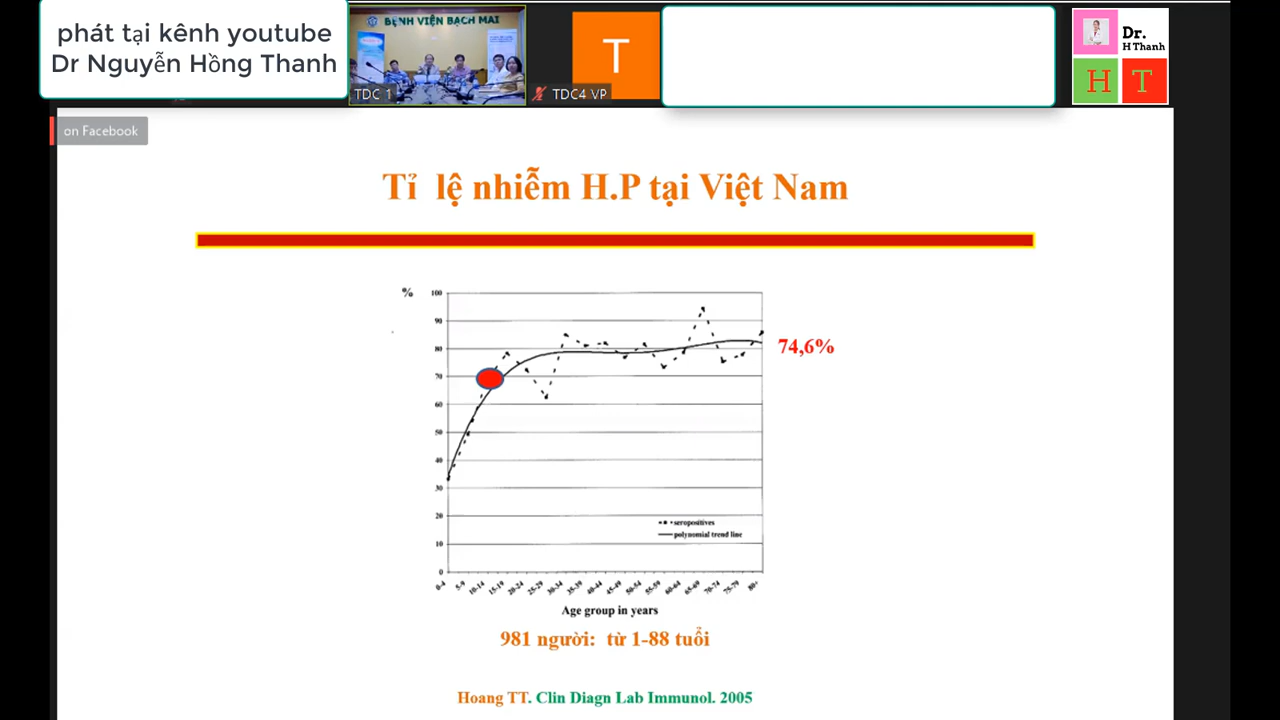 phát tại kênh youtube
Dr Nguyễn Hồng Thanh
BỆNH VIỆN BẠCH MAI
TDC 1
T
TDC4 VP
Dr.
H Thanh
H T
on Facebook
Tỉ lệ nhiễm H.P tại Việt Nam
%
100
90
80
70
60
50
40
30
20
10
0
74,6%
seropositives
polynomial trend line
0-4 5-9 10-14 15-19 20-24 25-29 30-34 35-39 40-44 45-49 50-54 55-59 60-64 65-69 70-74 75-79 80+
Age group in years
981 người: từ 1-88 tuổi
Hoang TT. Clin Diagn Lab Immunol. 2005